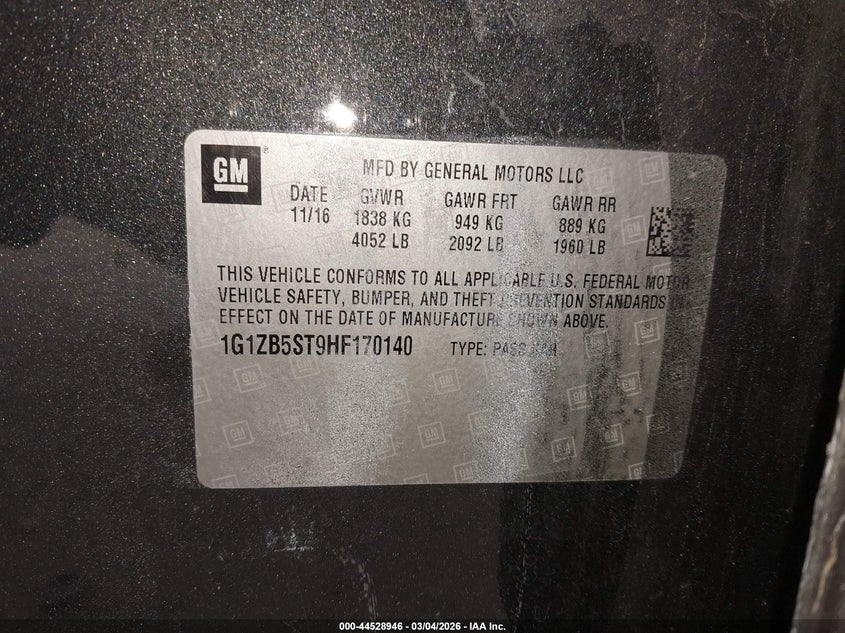 GM
MFD BY GENERAL MOTORS LLC
DATE GVWR GAWR FRT GAWR RR
11/16 1838 KG 949 KG 889 KG
4052 LB 2092 LB 1960 LB
THIS VEHICLE CONFORMS TO ALL APPLICABLE U.S. FEDERAL MOTOR
VEHICLE SAFETY, BUMPER, AND THEFT PREVENTION STANDARDS IN
EFFECT ON THE DATE OF MANUFACTURE SHOWN ABOVE.
1G1ZB5ST9HF170140 TYPE: PASS CAR
000-44528946 - 03/04/2026 - IAA Inc.